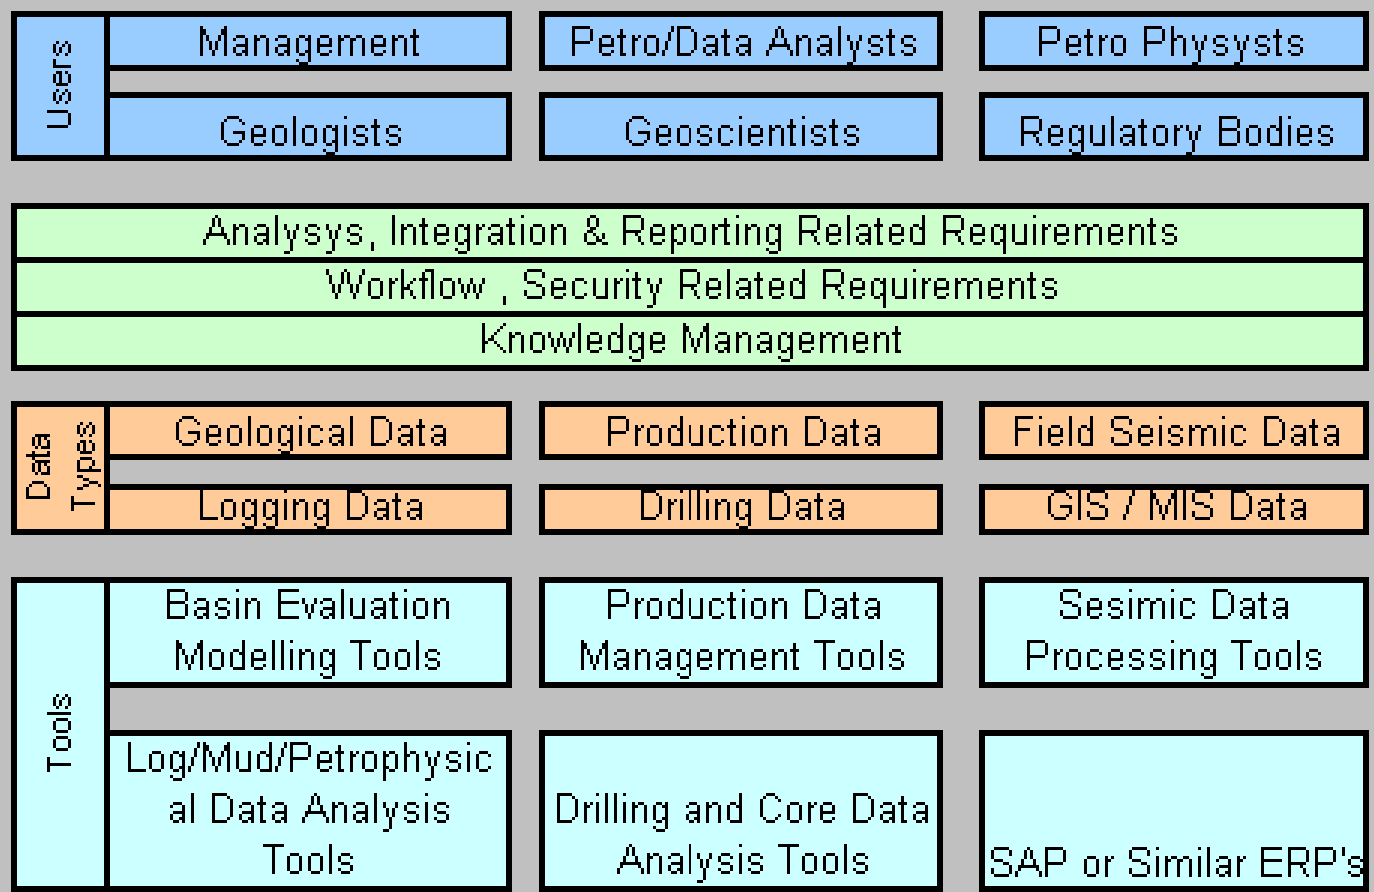 Users
Management
Petro/Data Analysts
Petro Physysts
Geologists
Geoscientists
Regulatory Bodies
Analysys, Integration & Reporting Related Requirements
Workflow , Security Related Requirements
Knowledge Management
Data
Types
Geological Data
Production Data
Field Seismic Data
Logging Data
Drilling Data
GIS / MIS Data
Tools
Basin Evaluation
Modelling Tools
Production Data
Management Tools
Sesimic Data
Processing Tools
Log/Mud/Petrophysic
al Data Analysis
Tools
Drilling and Core Data
Analysis Tools
SAP or Similar ERP's